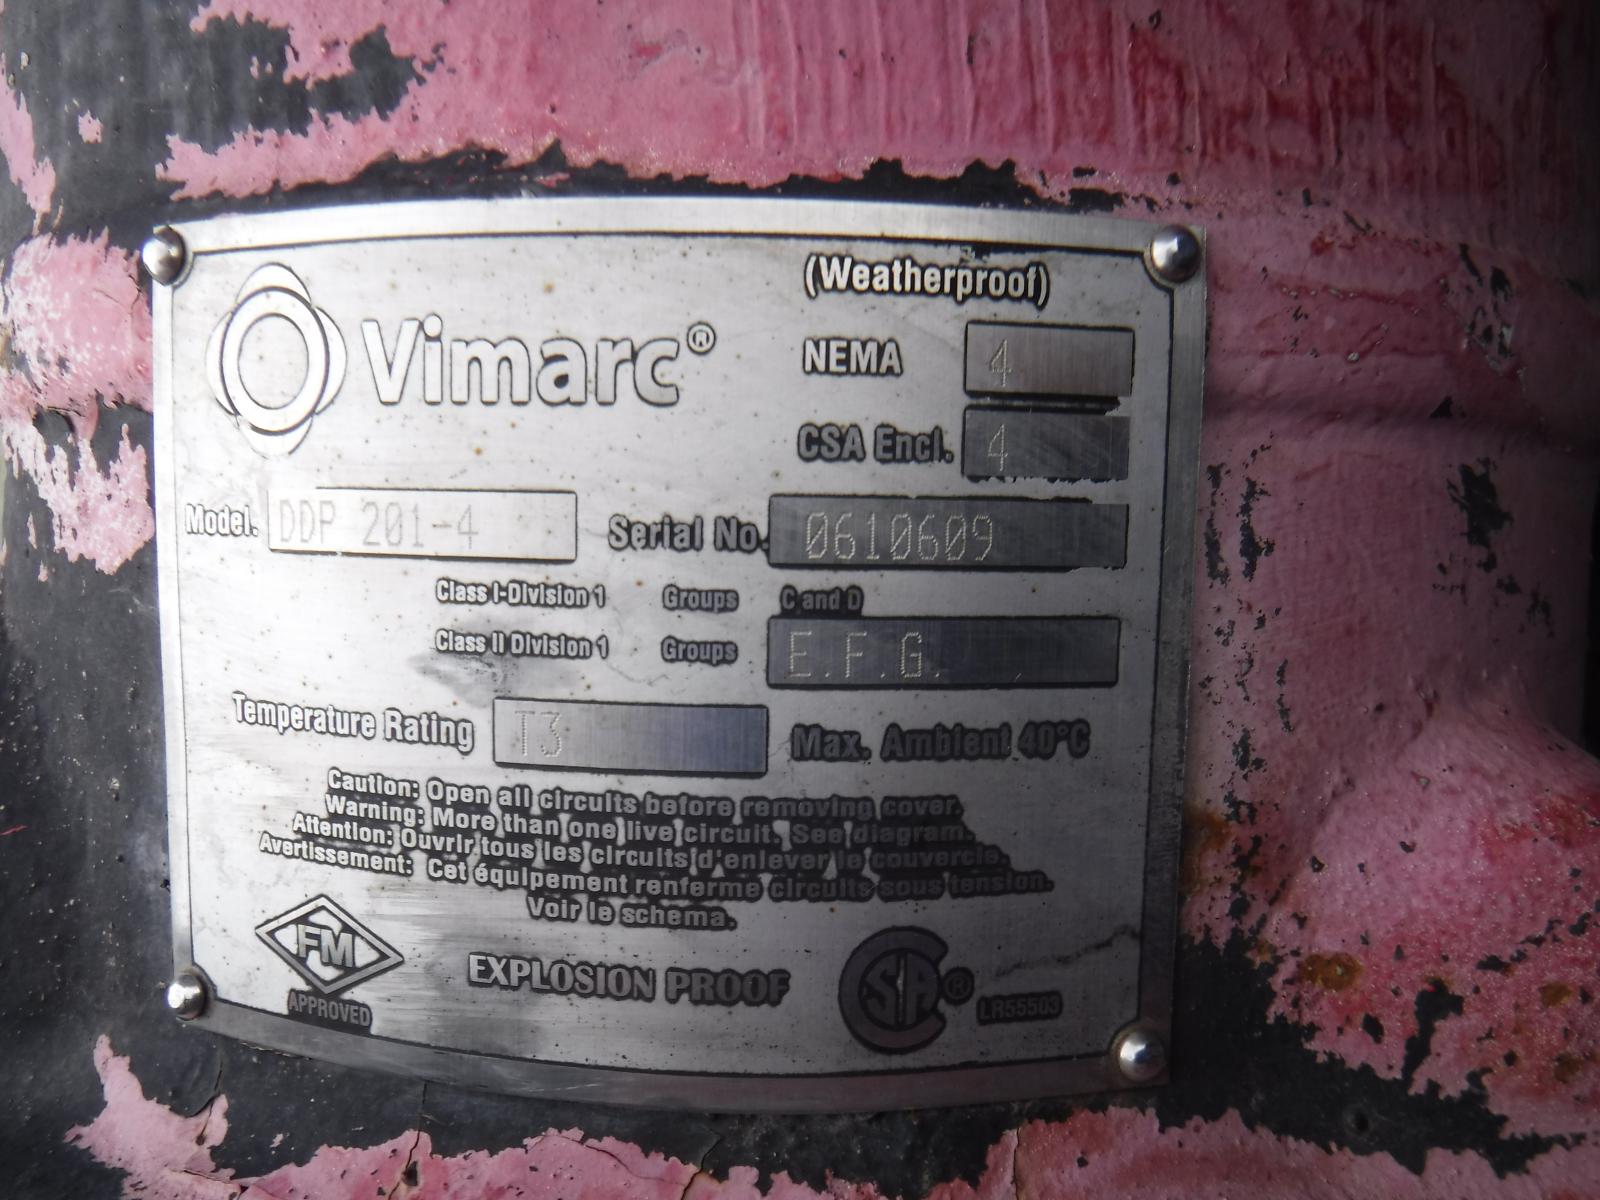 (Weatherproof)
Vimarc®
NEMA 4
CSA Encl. 4
Model. DDP 201-4 Serial No. 0610609
Class I-Division 1 Groups C and D
Class II Division 1 Groups E.F.G.
Temperature Rating T3 Max. Ambient 40°C
Caution: Open all circuits before removing cover.
Warning: More than one live circuit. See diagram.
Attention: Ouvrir tous les circuits d'enlever le couvercle.
Avertissement: Cet équipement renferme circuits sous tension.
Voir le schema.
FM
APPROVED
EXPLOSION PROOF
CSA®
LR55503